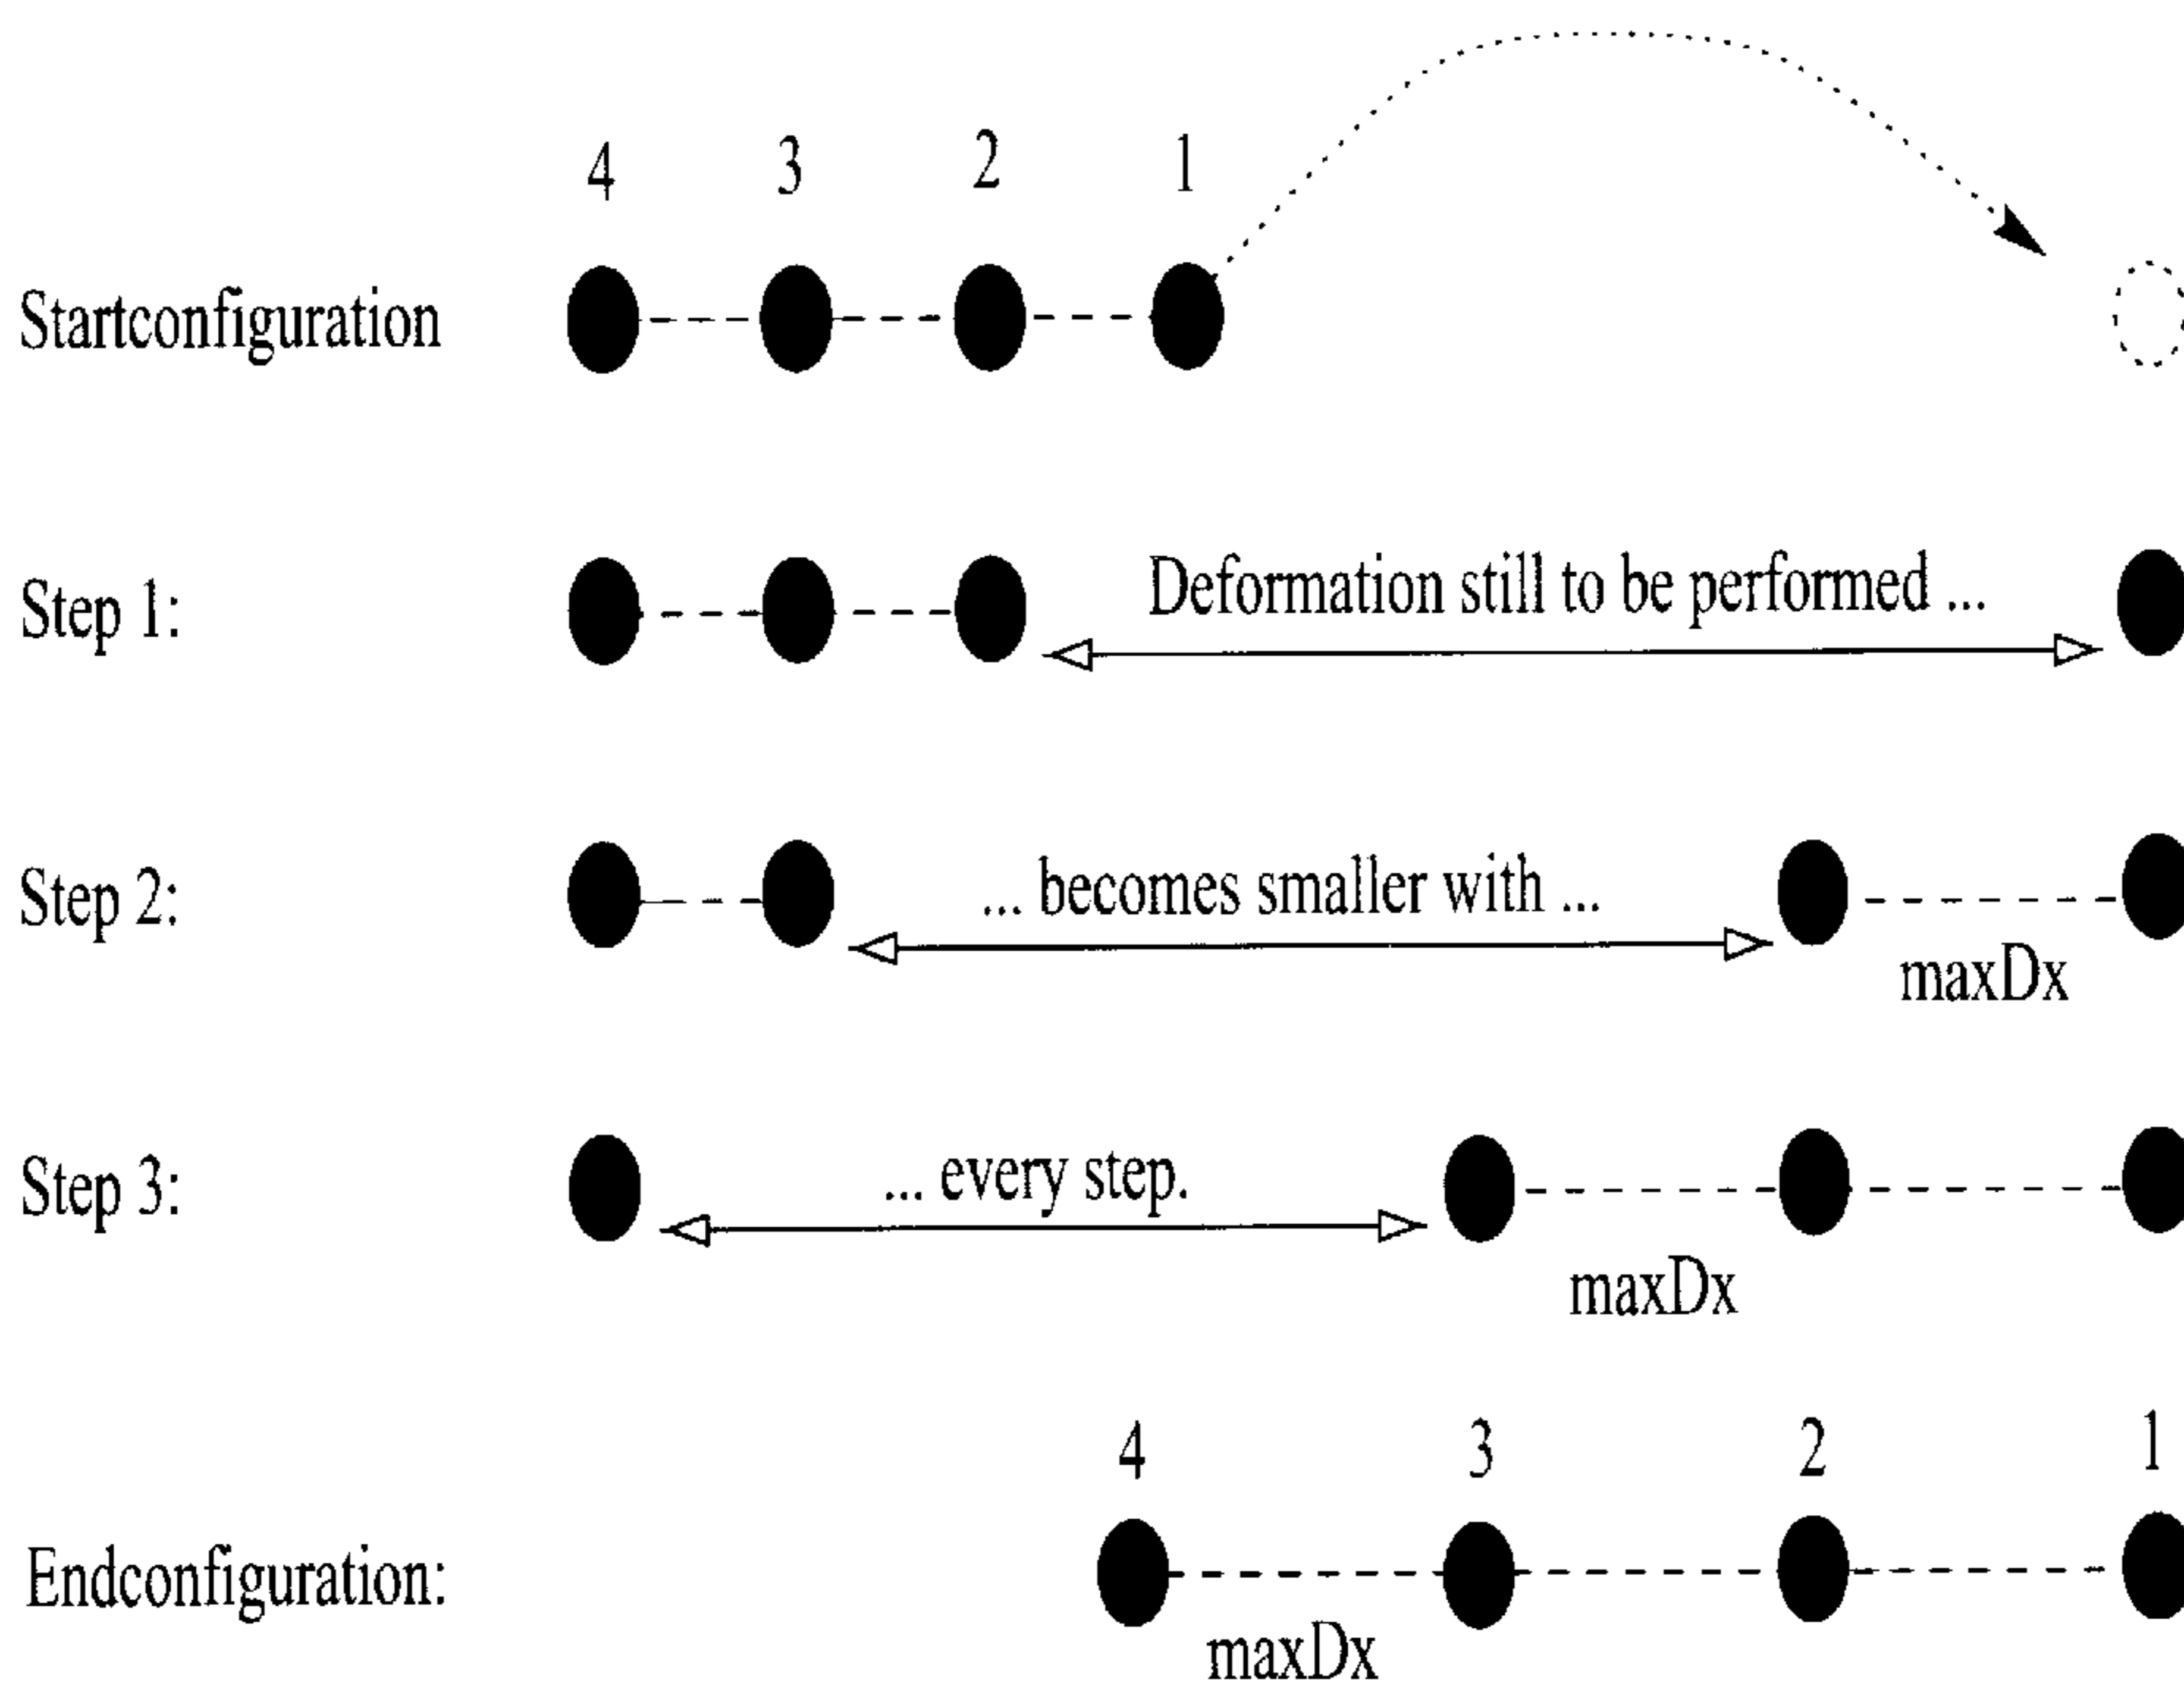 4 3 2 1
Startconfiguration
Step 1:
Deformation still to be performed ...
Step 2:
... becomes smaller with ...
maxDx
Step 3:
... every step.
maxDx
4 3 2 1
Endconfiguration:
maxDx